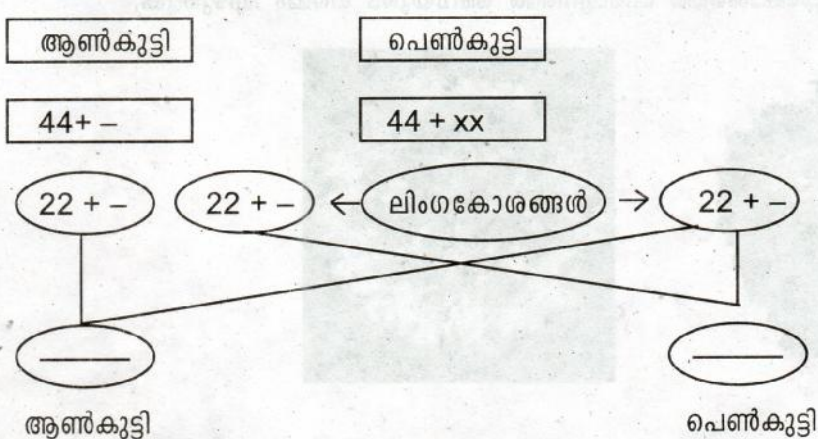 ആൺകുട്ടി പെൺകുട്ടി
44+ – 44 + xx
22 + – 22 + – ലിംഗകോശങ്ങൾ 22 + –
ആൺകുട്ടി പെൺകുട്ടി